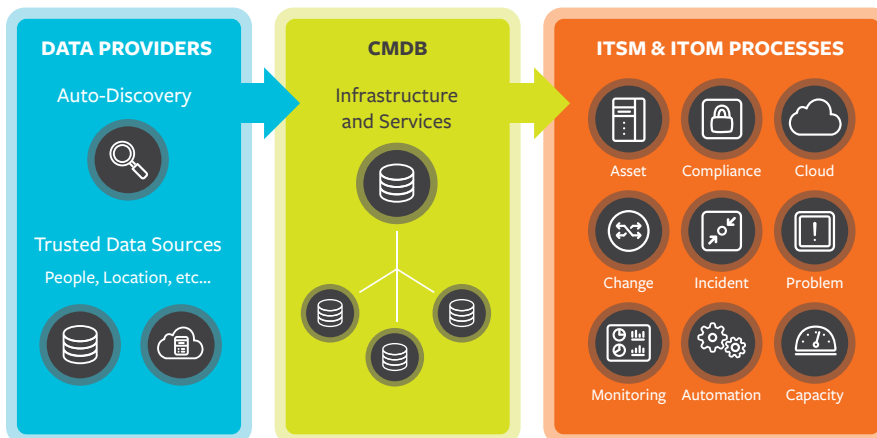 DATA PROVIDERS
Auto-Discovery
Trusted Data Sources
People, Location, etc...
CMDB
Infrastructure
and Services
ITSM & ITOM PROCESSES
Asset
Compliance
Cloud
Change
Incident
Problem
Monitoring
Automation
Capacity